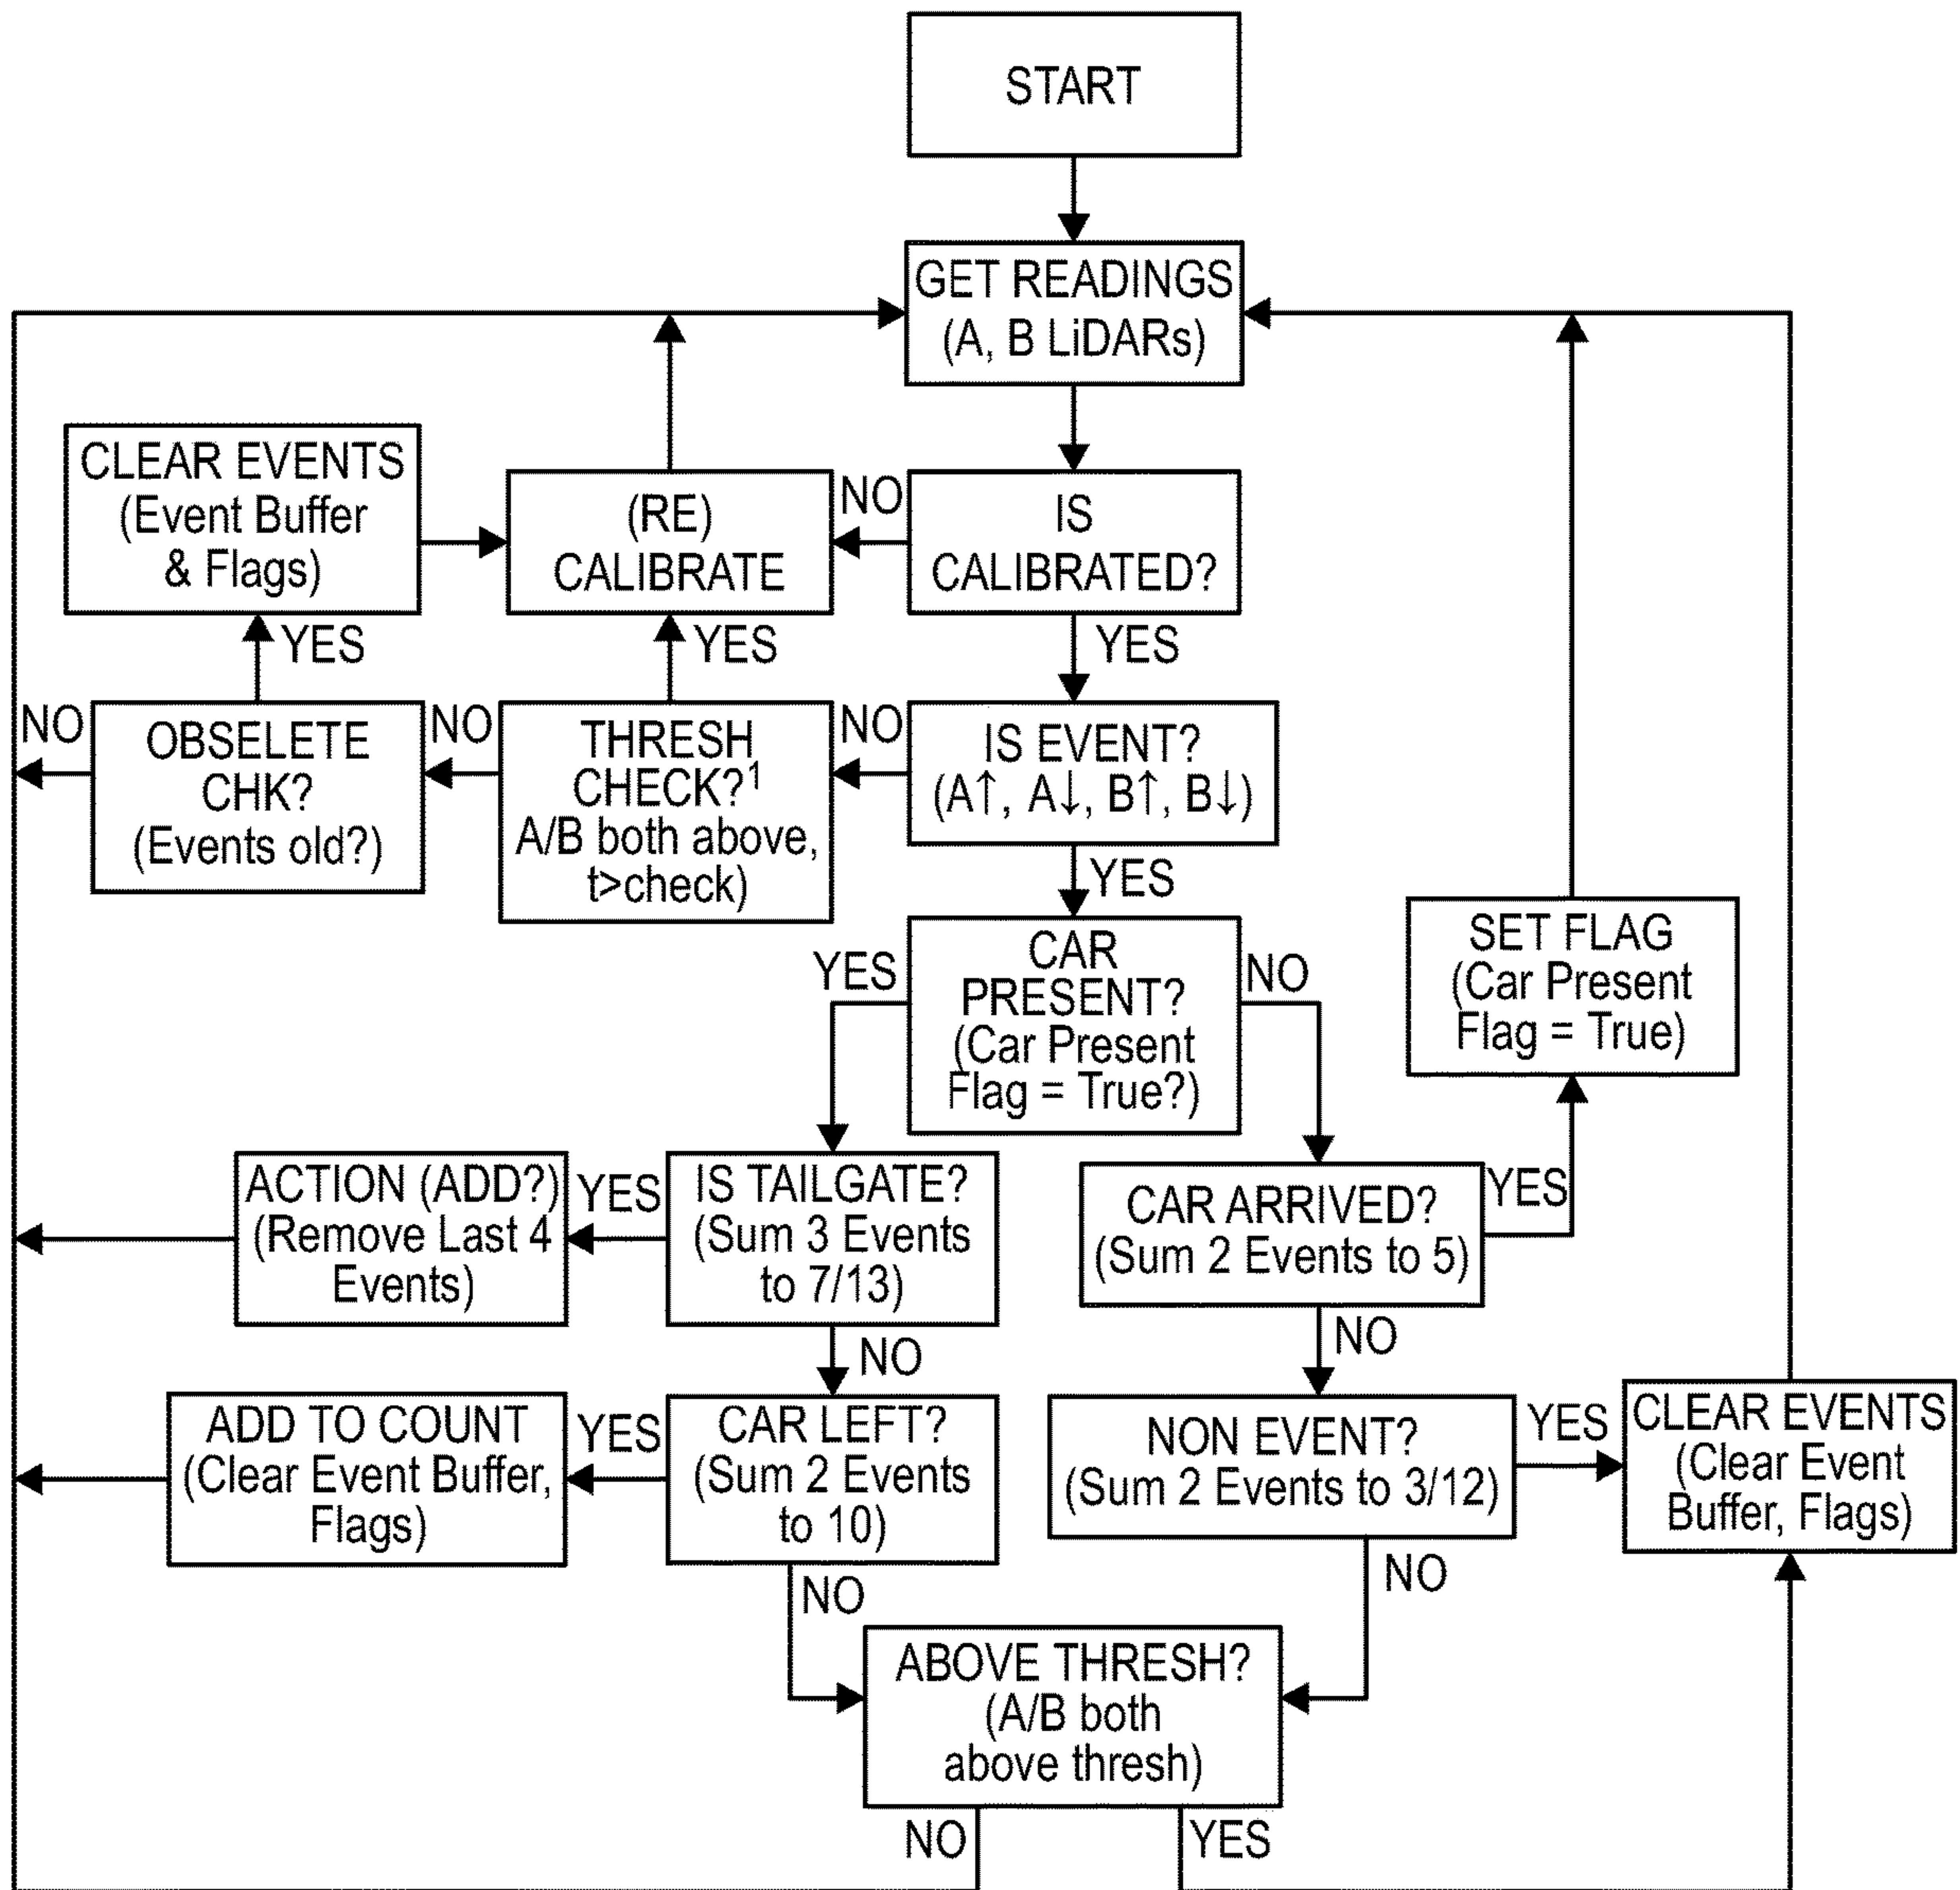 START
GET READINGS
(A, B LiDARs)
CLEAR EVENTS
(Event Buffer
& Flags)
(RE)
CALIBRATE
NO
IS
CALIBRATED?
YES
YES
YES
NO
OBSELETE
CHK?
(Events old?)
NO
THRESH
CHECK?¹
A/B both above,
t>check)
NO
IS EVENT?
(A↑, A↓, B↑, B↓)
YES
YES
CAR
PRESENT?
(Car Present
Flag = True?)
NO
SET FLAG
(Car Present
Flag = True)
ACTION (ADD?)
(Remove Last 4
Events)
YES
IS TAILGATE?
(Sum 3 Events
to 7/13)
CAR ARRIVED?
(Sum 2 Events to 5)
YES
NO
NO
ADD TO COUNT
(Clear Event Buffer,
Flags)
YES
CAR LEFT?
(Sum 2 Events
to 10)
NON EVENT?
(Sum 2 Events to 3/12)
YES
CLEAR EVENTS
(Clear Event
Buffer, Flags)
NO
NO
ABOVE THRESH?
(A/B both
above thresh)
NO
YES